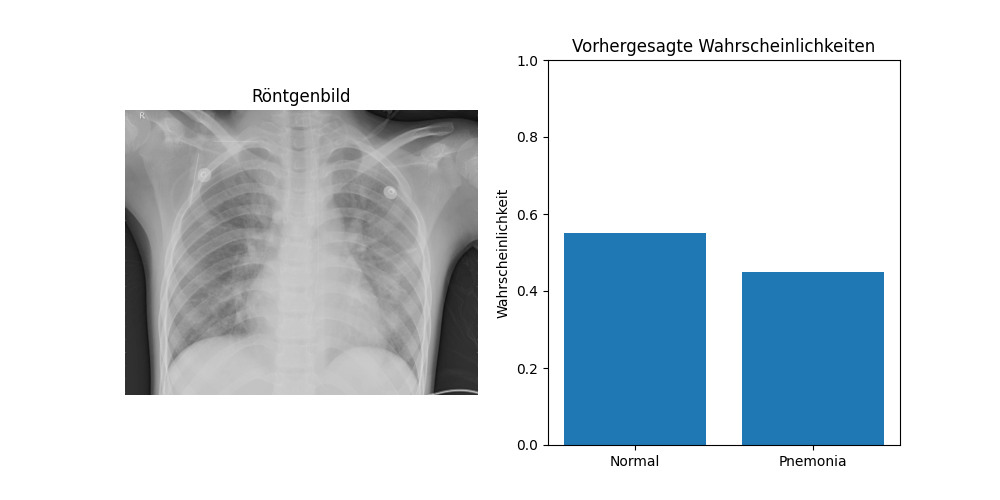 Röntgenbild
R
Vorhergesagte Wahrscheinlichkeiten
Wahrscheinlichkeit
1.0
0.8
0.6
0.4
0.2
0.0
Normal
Pnemonia